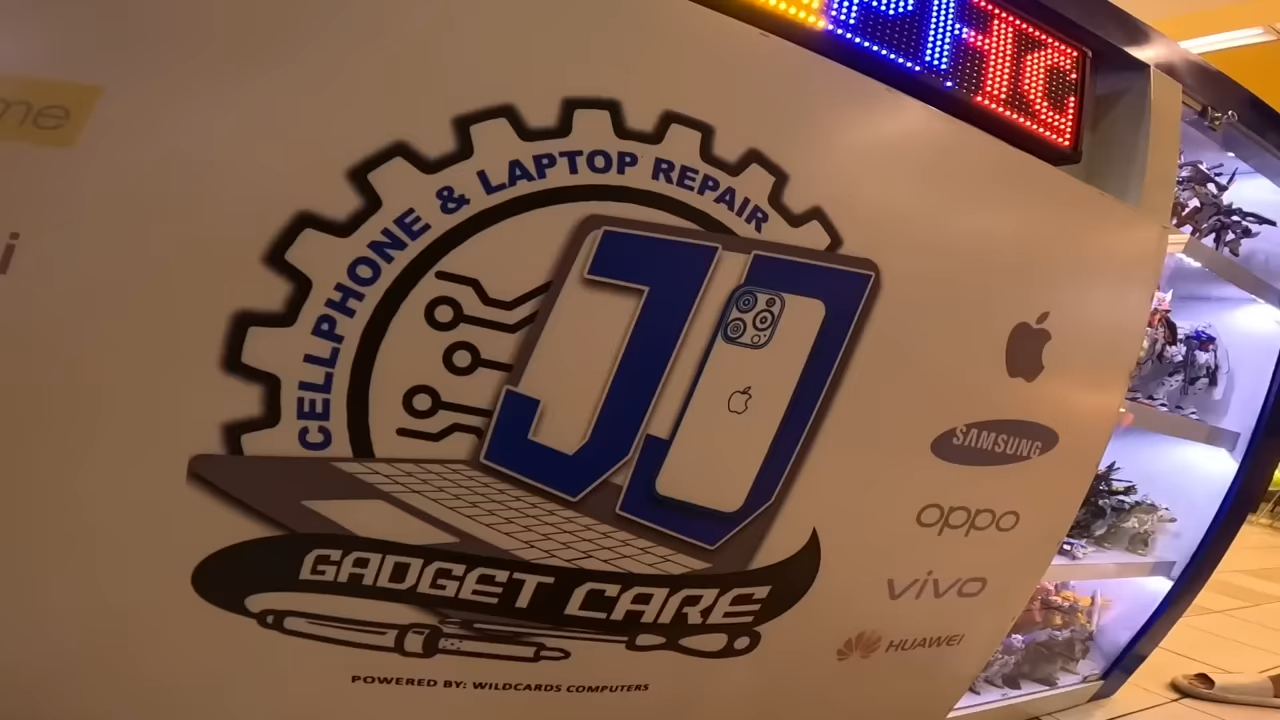 CELLPHONE & LAPTOP REPAIR
JJ
GADGET CARE
POWERED BY: WILDCARDS COMPUTERS
SAMSUNG
oppo
vivo
HUAWEI